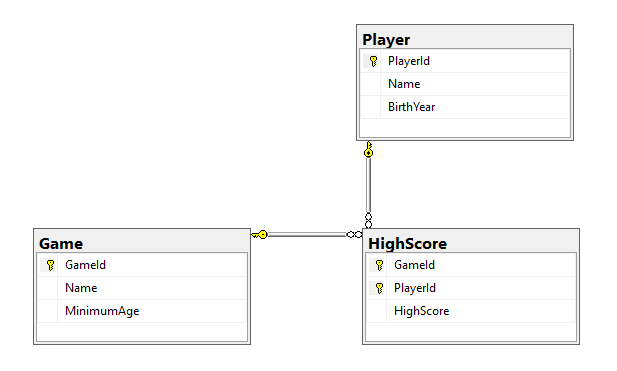 Player
PlayerId
Name
BirthYear
Game
GameId
Name
MinimumAge
HighScore
GameId
PlayerId
HighScore